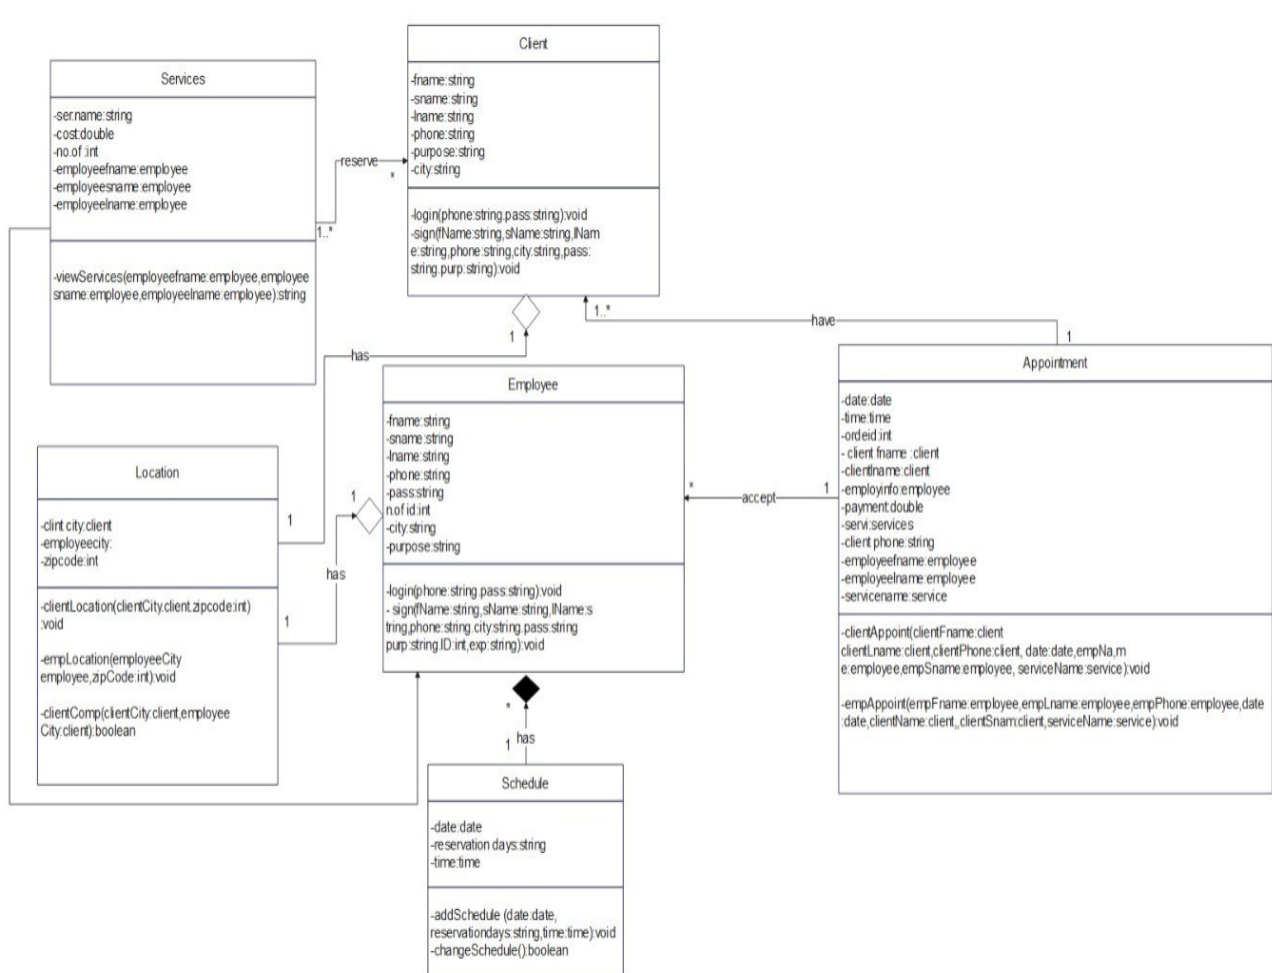 Client
-fname:string
-sname:string
-lname:string
-phone:string
-purpose:string
-city:string
-login(phone:string.pass:string):void
-sign(fName:string,sName:string,lNam
e:string,phone:string,city:string,pass:
string.purp:string):void
Services
-ser.name:string
-cost:double
-no.of :int
-employeefname:employee
-employeesname:employee
-employeelname:employee
-viewServices(employeefname:employee,employee
sname:employee,employeelname:employee):string
reserve
*
1..*
1
has
1..*
have
1
Employee
-fname:string
-sname:string
-lname:string
-phone:string
-pass:string
n.of id:int
-city:string
-purpose:string
-login(phone:string.pass:string):void
- sign(fName:string,sName:string,lName:s
tring,phone:string.city:string.pass:string
purp:string.ID:int,exp:string):void
Appointment
-date:date
-time:time
-ordeid:int
- client fname :client
-clientlname:client
-employinfo:employee
-payment:double
-servi:services
-client phone:string
-employeefname:employee
-employeelname:employee
-servicename:service
-clientAppoint(clientFname:client
clientLname:client,clientPhone:client, date:date,empNa,m
e:employee,empSname:employee, serviceName:service):void
-empAppoint(empFname:employee,empLname:employee,empPhone:employee,date
:date,clientName:client,,clientSnam:client,serviceName:service):void
*
accept
1
Location
-clint city:client
-employeecity:
-zipcode:int
-clientLocation(clientCity.client.zipcode:int)
:void
-empLocation(employeeCity
employee,zipCode:int):void
-clientComp(clientCity:client,employee
City:client):boolean
1
1
has
1
*
1
has
Schedule
-date:date
-reservation days:string
-time:time
-addSchedule (date:date,
reservationdays:string,time:time):void
-changeSchedule():boolean